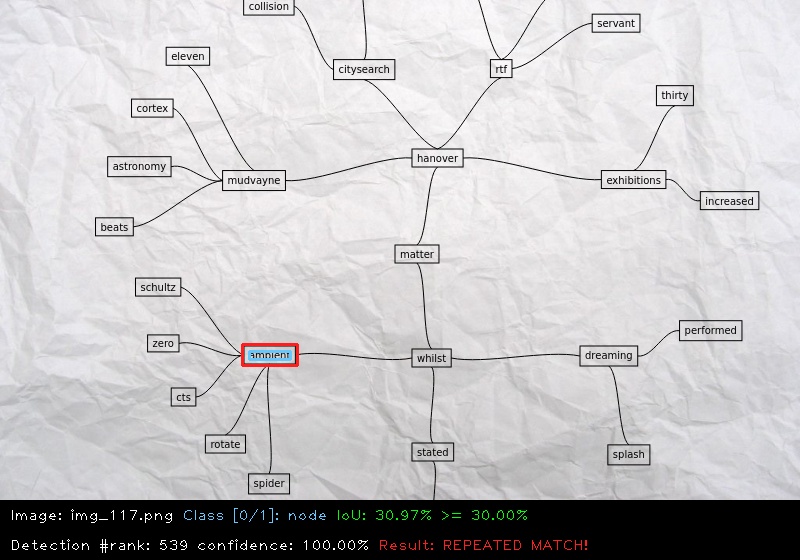 collision
servant
eleven
citysearch
rtf
thirty
cortex
hanover
astronomy
mudvayne
exhibitions
increased
beats
matter
schultz
performed
zero
ambient
whilst
dreaming
cts
rotate
stated
splash
spider
Image: img_117.png Class [0/1]: node IoU: 30.97% >= 30.00%
Detection #rank: 539 confidence: 100.00% Result: REPEATED MATCH!